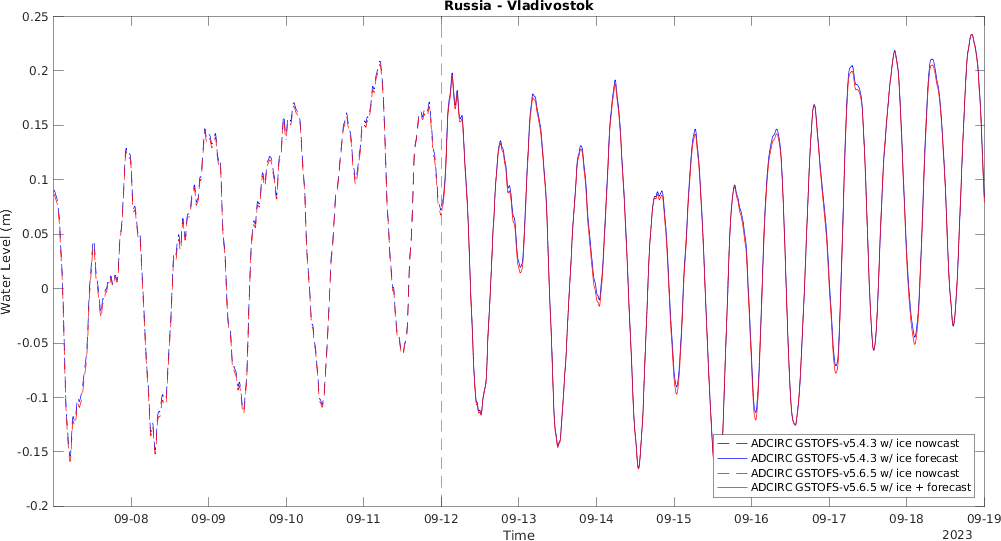 Russia - Vladivostok
0.25
0.2
0.15
0.1
0.05
0
-0.05
-0.1
-0.15
-0.2
Water Level (m)
ADCIRC GSTOFS-v5.4.3 w/ ice nowcast
ADCIRC GSTOFS-v5.4.3 w/ ice forecast
ADCIRC GSTOFS-v5.6.5 w/ ice nowcast
ADCIRC GSTOFS-v5.6.5 w/ ice + forecast
09-08 09-09 09-10 09-11 09-12 09-13 09-14 09-15 09-16 09-17 09-18 09-19
Time
2023